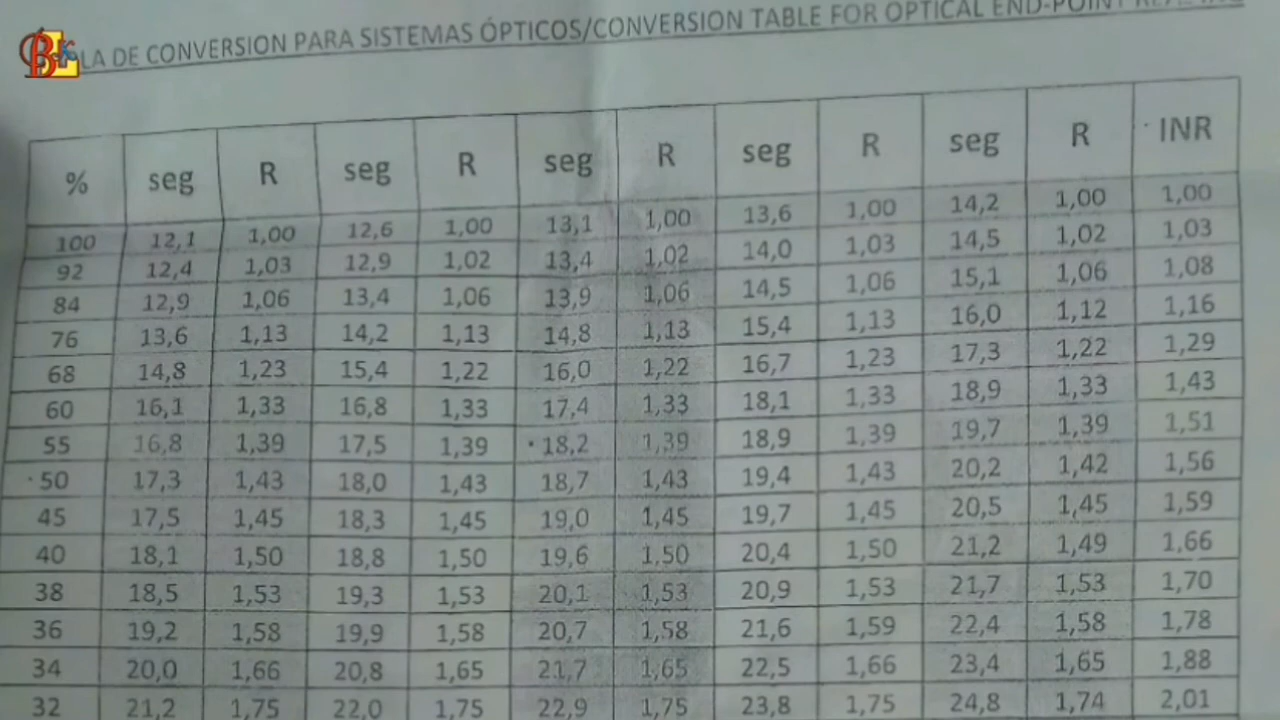 LA DE CONVERSION PARA SISTEMAS ÓPTICOS/CONVERSION TABLE FOR OPTICAL END-POINT
% seg R seg R seg R seg R seg R INR
100 12,1 1,00 12,6 1,00 13,1 1,00 13,6 1,00 14,2 1,00 1,00
92 12,4 1,03 12,9 1,02 13,4 1,02 14,0 1,03 14,5 1,02 1,03
84 12,9 1,06 13,4 1,06 13,9 1,06 14,5 1,06 15,1 1,06 1,08
76 13,6 1,13 14,2 1,13 14,8 1,13 15,4 1,13 16,0 1,12 1,16
68 14,8 1,23 15,4 1,22 16,0 1,22 16,7 1,23 17,3 1,22 1,29
60 16,1 1,33 16,8 1,33 17,4 1,33 18,1 1,33 18,9 1,33 1,43
55 16,8 1,39 17,5 1,39 18,2 1,39 18,9 1,39 19,7 1,39 1,51
50 17,3 1,43 18,0 1,43 18,7 1,43 19,4 1,43 20,2 1,42 1,56
45 17,5 1,45 18,3 1,45 19,0 1,45 19,7 1,45 20,5 1,45 1,59
40 18,1 1,50 18,8 1,50 19,6 1,50 20,4 1,50 21,2 1,49 1,66
38 18,5 1,53 19,3 1,53 20,1 1,53 20,9 1,53 21,7 1,53 1,70
36 19,2 1,58 19,9 1,58 20,7 1,58 21,6 1,59 22,4 1,58 1,78
34 20,0 1,66 20,8 1,65 21,7 1,65 22,5 1,66 23,4 1,65 1,88
32 21,2 1,75 22,0 1,75 22,9 1,75 23,8 1,75 24,8 1,74 2,01